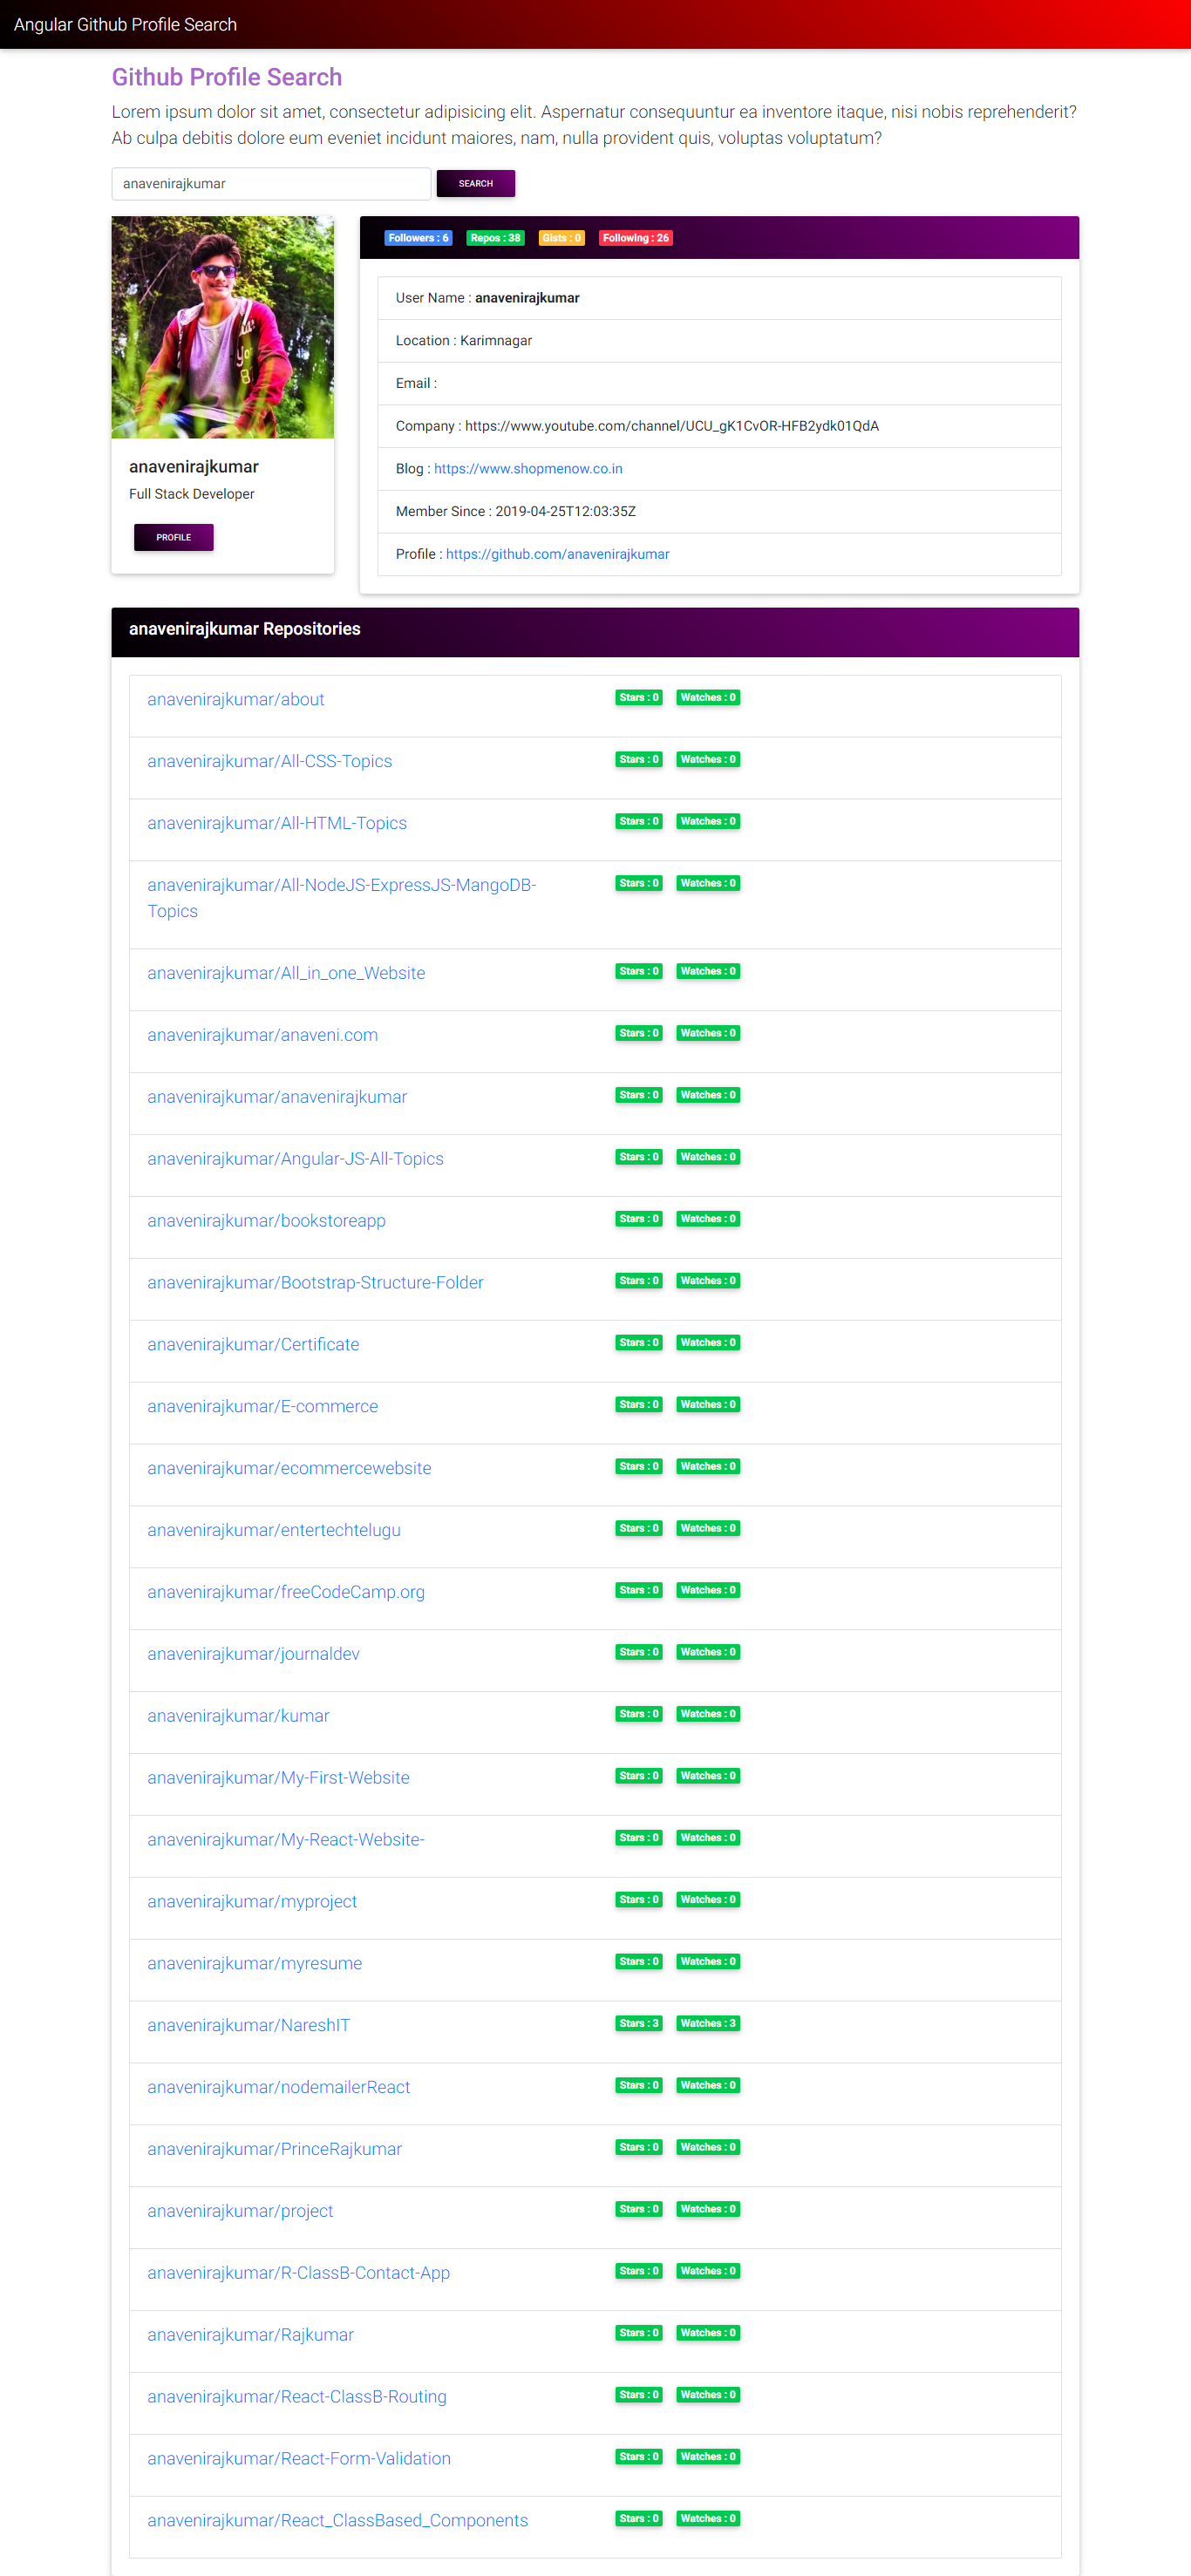 Angular Github Profile Search
Github Profile Search
Lorem ipsum dolor sit amet, consectetur adipisicing elit. Aspernatur consequuntur ea inventore itaque, nisi nobis reprehenderit?
Ab culpa debitis dolore eum eveniet incidunt maiores, nam, nulla provident quis, voluptas voluptatum?
anavenirajkumar SEARCH
anavenirajkumar
Full Stack Developer
PROFILE
Followers : 6 Repos : 38 Gists : 0 Following : 26
User Name : anavenirajkumar
Location : Karimnagar
Email :
Company : https://www.youtube.com/channel/UCU_gK1CvOR-HFB2ydk01QdA
Blog : https://www.shopmenow.co.in
Member Since : 2019-04-25T12:03:35Z
Profile : https://github.com/anavenirajkumar
anavenirajkumar Repositories
anavenirajkumar/about Stars : 0 Watches : 0
anavenirajkumar/All-CSS-Topics Stars : 0 Watches : 0
anavenirajkumar/All-HTML-Topics Stars : 0 Watches : 0
anavenirajkumar/All-NodeJS-ExpressJS-MangoDB- Stars : 0 Watches : 0
Topics
anavenirajkumar/All_in_one_Website Stars : 0 Watches : 0
anavenirajkumar/anaveni.com Stars : 0 Watches : 0
anavenirajkumar/anavenirajkumar Stars : 0 Watches : 0
anavenirajkumar/Angular-JS-All-Topics Stars : 0 Watches : 0
anavenirajkumar/bookstoreapp Stars : 0 Watches : 0
anavenirajkumar/Bootstrap-Structure-Folder Stars : 0 Watches : 0
anavenirajkumar/Certificate Stars : 0 Watches : 0
anavenirajkumar/E-commerce Stars : 0 Watches : 0
anavenirajkumar/ecommercewebsite Stars : 0 Watches : 0
anavenirajkumar/entertechtelugu Stars : 0 Watches : 0
anavenirajkumar/freeCodeCamp.org Stars : 0 Watches : 0
anavenirajkumar/journaldev Stars : 0 Watches : 0
anavenirajkumar/kumar Stars : 0 Watches : 0
anavenirajkumar/My-First-Website Stars : 0 Watches : 0
anavenirajkumar/My-React-Website- Stars : 0 Watches : 0
anavenirajkumar/myproject Stars : 0 Watches : 0
anavenirajkumar/myresume Stars : 0 Watches : 0
anavenirajkumar/NareshIT Stars : 3 Watches : 3
anavenirajkumar/nodemailerReact Stars : 0 Watches : 0
anavenirajkumar/PrinceRajkumar Stars : 0 Watches : 0
anavenirajkumar/project Stars : 0 Watches : 0
anavenirajkumar/R-ClassB-Contact-App Stars : 0 Watches : 0
anavenirajkumar/Rajkumar Stars : 0 Watches : 0
anavenirajkumar/React-ClassB-Routing Stars : 0 Watches : 0
anavenirajkumar/React-Form-Validation Stars : 0 Watches : 0
anavenirajkumar/React_ClassBased_Components Stars : 0 Watches : 0